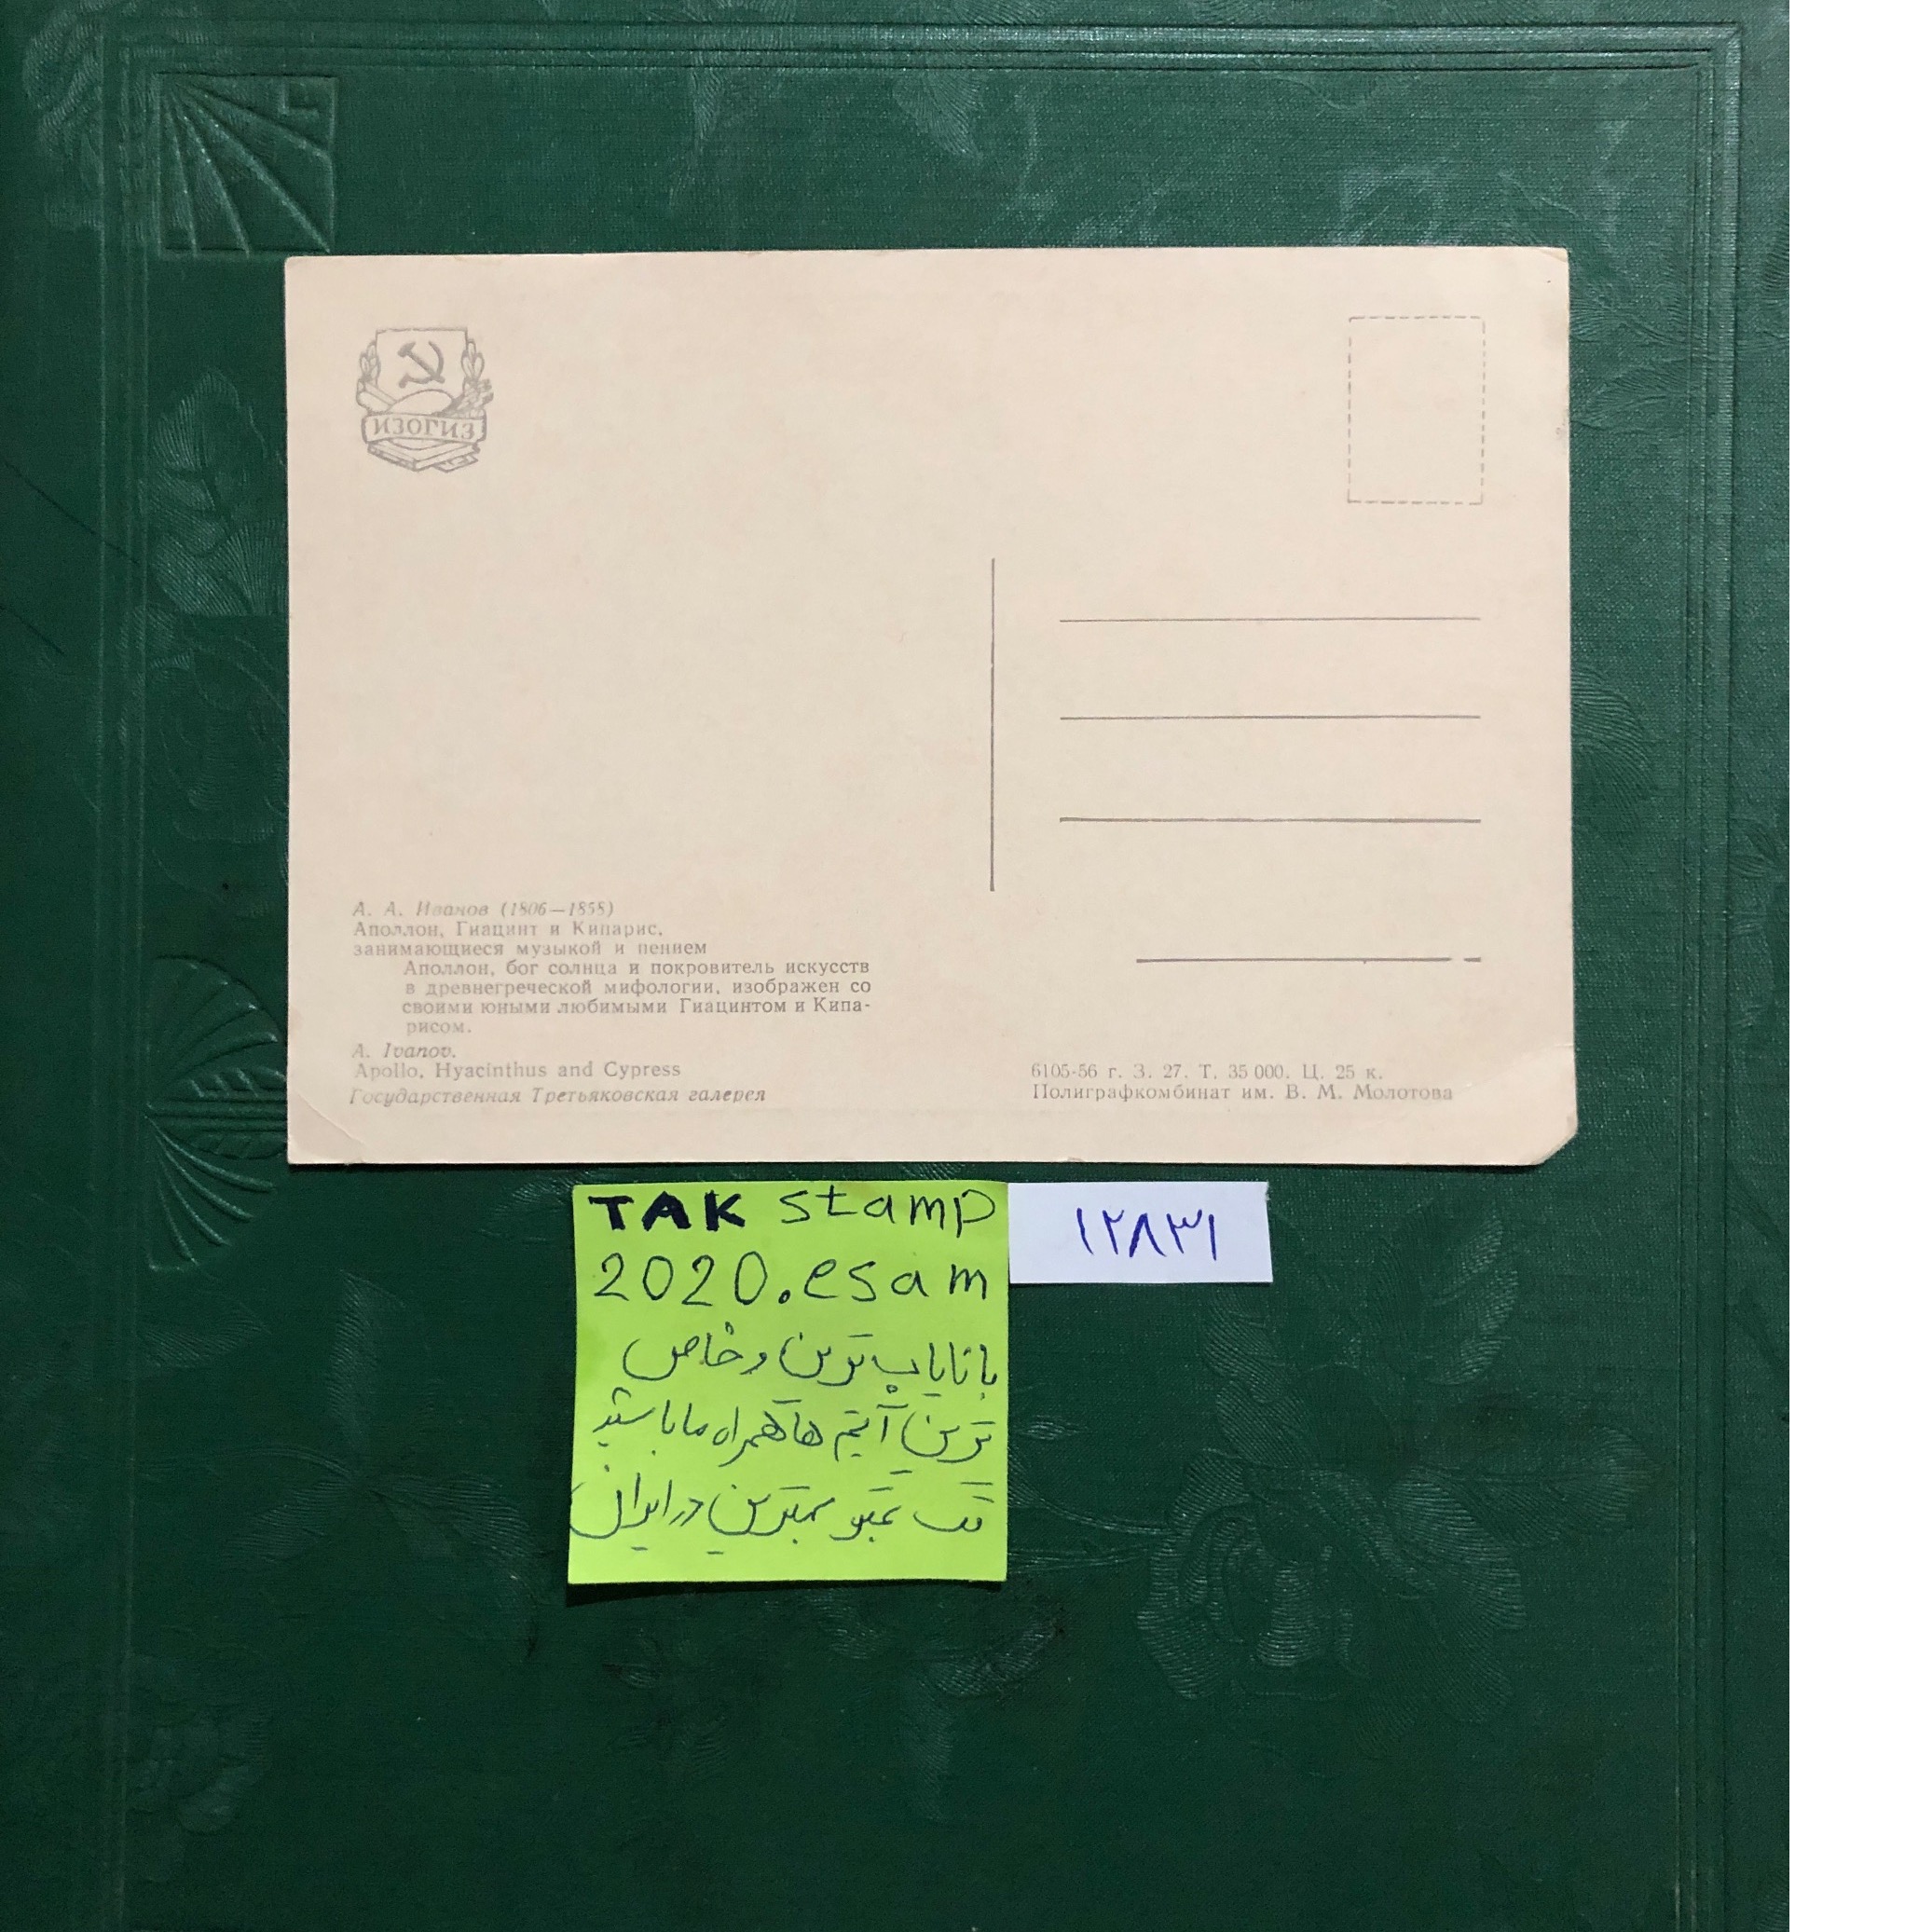 ИЗОГИЗ
А. А. Иванов (1806—1858)
Аполлон, Гиацинт и Кипарис,
занимающиеся музыкой и пением
Аполлон, бог солнца и покровитель искусств
в древнегреческой мифологии, изображен со
своими юными любимыми Гиацинтом и Кипа-
рисом.
A. Ivanov.
Apollo, Hyacinthus and Cypress
Государственная Третьяковская галерея
6105-56 г. З. 27. Т. 35 000. Ц. 25 к.
Полиграфкомбинат им. В. М. Молотова
TAK stamp
2020.esam
با نایاب ترین و خاص
ترین آیتم ها همراه ما باشید
تک تمبر بهترین در ایران
۱۲۸۳۱